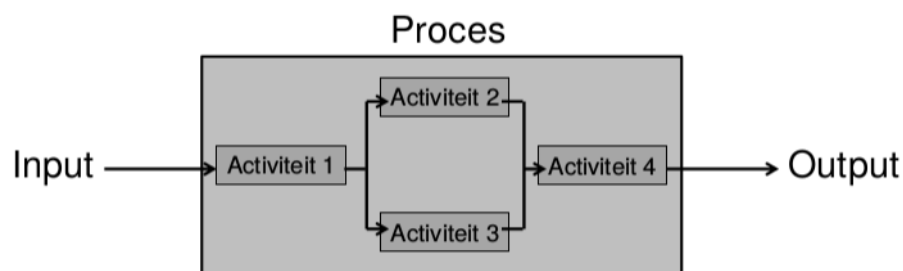 Proces
Input
Activiteit 1
Activiteit 2
Activiteit 3
Activiteit 4
Output